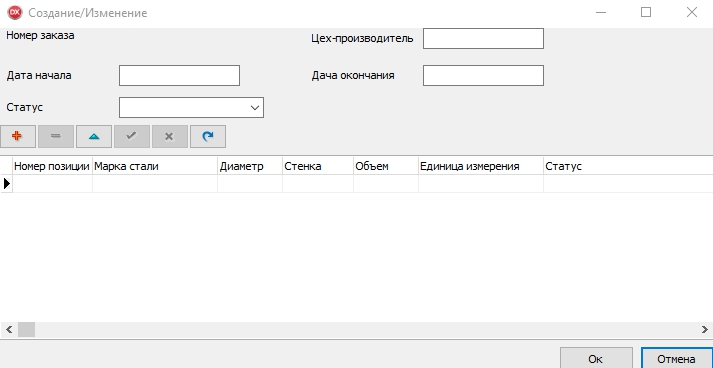 DX Создание/Изменение
Номер заказа Цех-производитель
Дата начала Дача окончания
Статус
Номер позиции Марка стали Диаметр Стенка Объем Единица измерения Статус
Ок Отмена